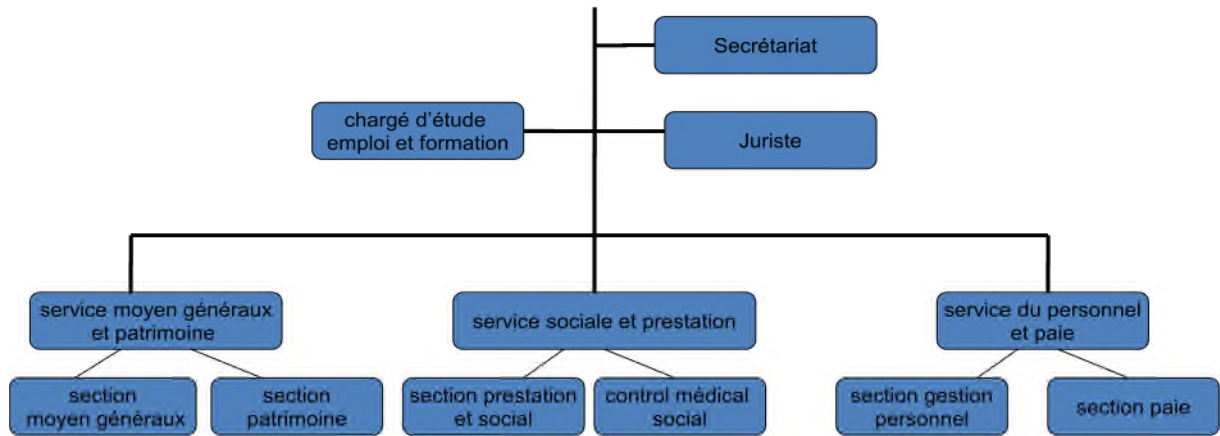 Secrétariat
chargé d'étude
emploi et formation
Juriste
service moyen généraux
et patrimoine
service sociale et prestation
service du personnel
et paie
section
moyen généraux
section
patrimoine
section prestation
et social
control médical
social
section gestion
personnel
section paie